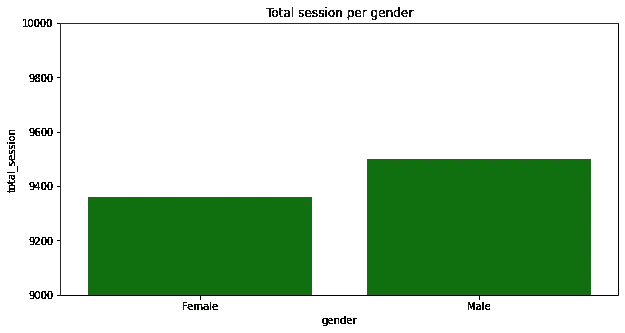 Total session per gender
10000
9800
9600
9400
9200
9000
total_session
Female
Male
gender